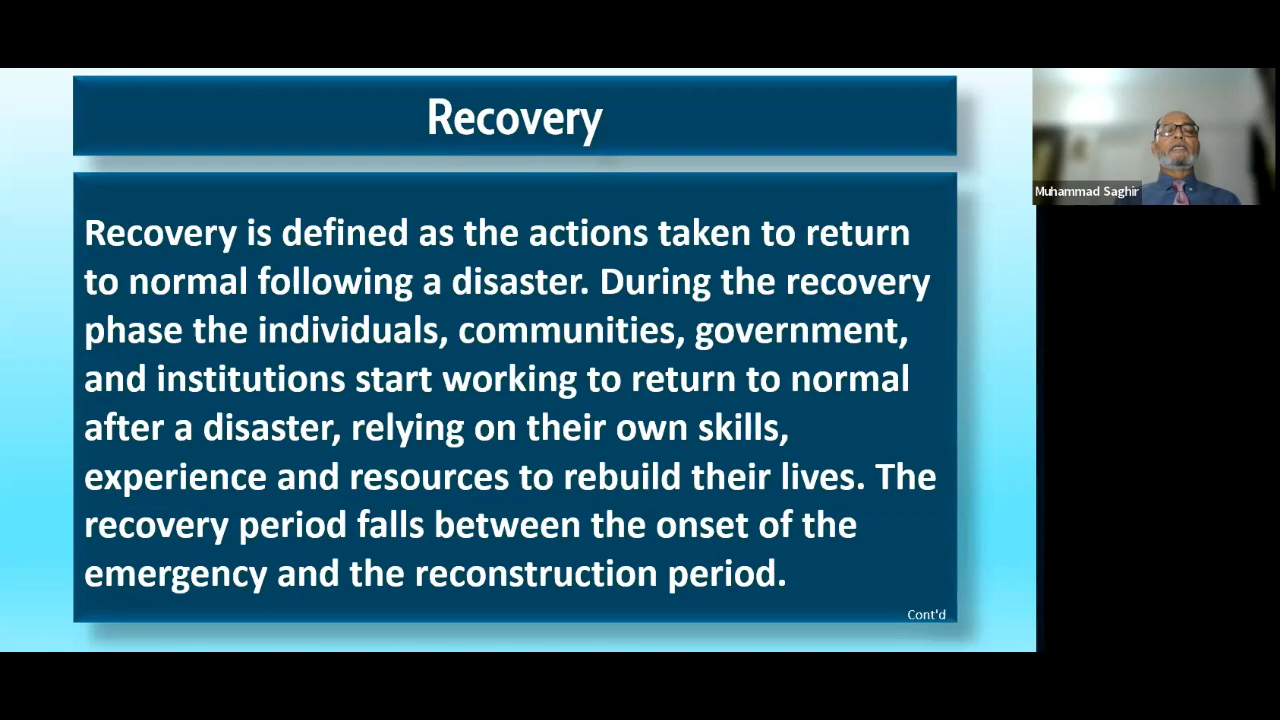 Recovery
Recovery is defined as the actions taken to return
to normal following a disaster. During the recovery
phase the individuals, communities, government,
and institutions start working to return to normal
after a disaster, relying on their own skills,
experience and resources to rebuild their lives. The
recovery period falls between the onset of the
emergency and the reconstruction period.
Cont'd
Muhammad Saghir